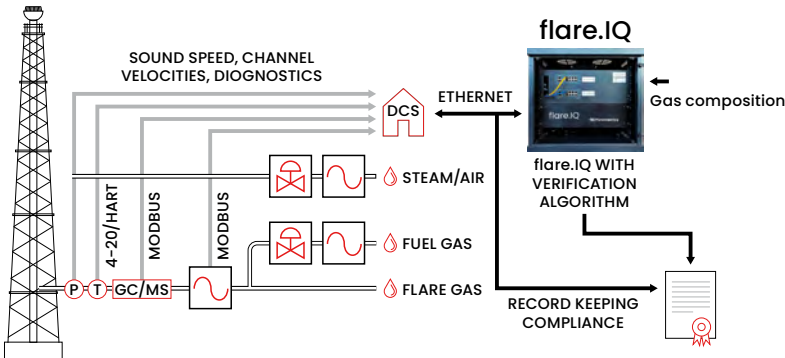 flare.IQ
SOUND SPEED, CHANNEL
VELOCITIES, DIOGNOSTICS
DCS
ETHERNET
Gas composition
flare.IQ
flare.IQ WITH
VERIFICATION
ALGORITHM
STEAM/AIR
4-20/HART
MODBUS
MODBUS
FUEL GAS
P
T
GC/MS
FLARE GAS
RECORD KEEPING
COMPLIANCE